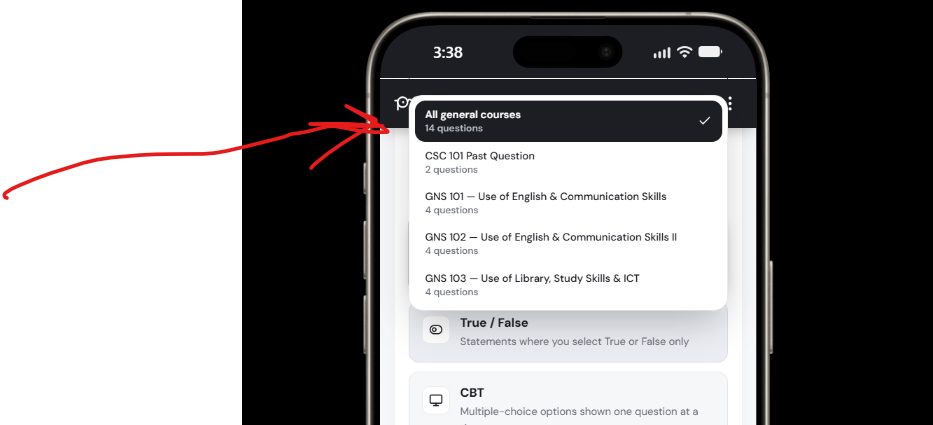 3:38
All general courses
14 questions
CSC 101 Past Question
2 questions
GNS 101 — Use of English & Communication Skills
4 questions
GNS 102 — Use of English & Communication Skills II
4 questions
GNS 103 — Use of Library, Study Skills & ICT
4 questions
True / False
Statements where you select True or False only
CBT
Multiple-choice options shown one question at a